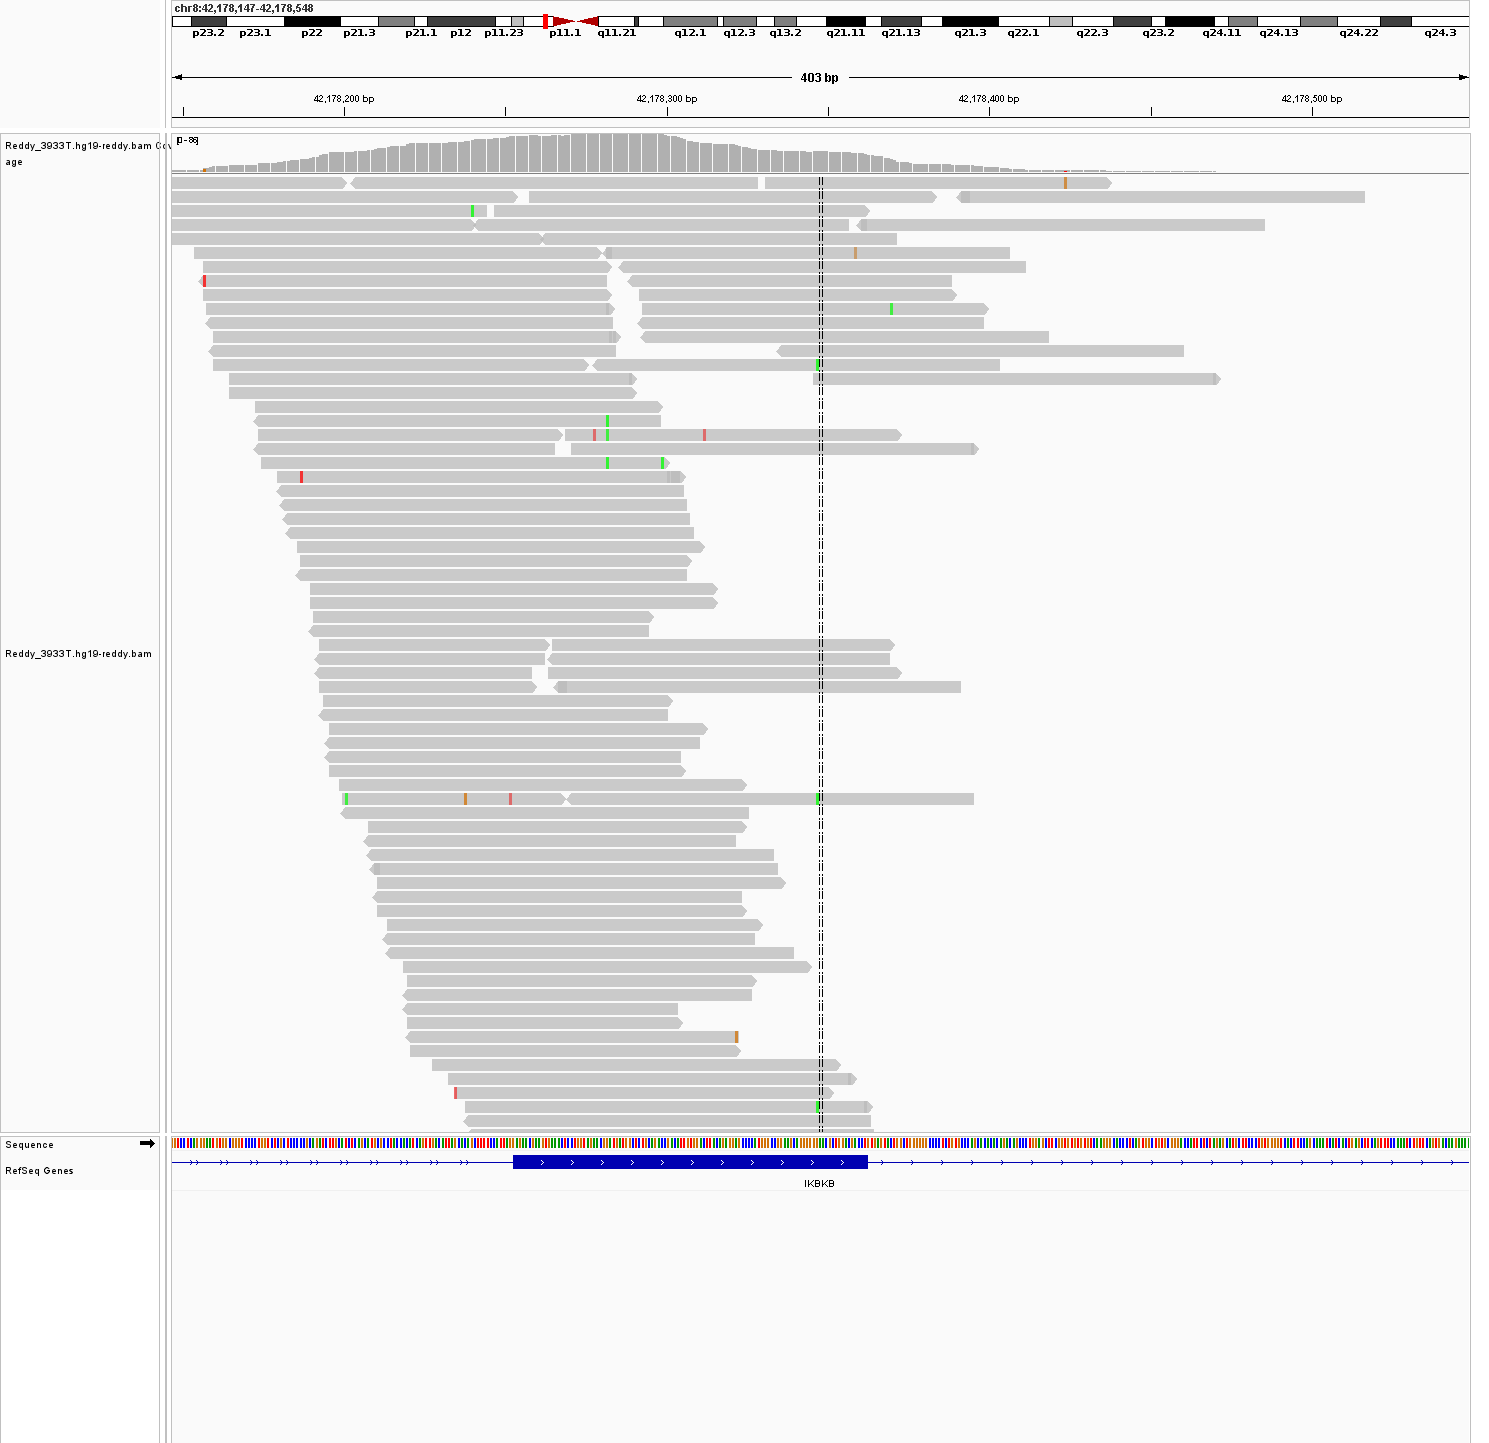 chr8:42,178,147-42,178,548
p23.2 p23.1 p22 p21.3 p21.1 p12 p11.23 p11.1 q11.21 q12.1 q12.3 q13.2 q21.11 q21.13 q21.3 q22.1 q22.3 q23.2 q24.11 q24.13 q24.22 q24.3
403 bp
42,178,200 bp 42,178,300 bp 42,178,400 bp 42,178,500 bp
Reddy_3933T.hg19-reddy.bam Cov
age
[0-86]
Reddy_3933T.hg19-reddy.bam
Sequence
RefSeq Genes
IKBKB